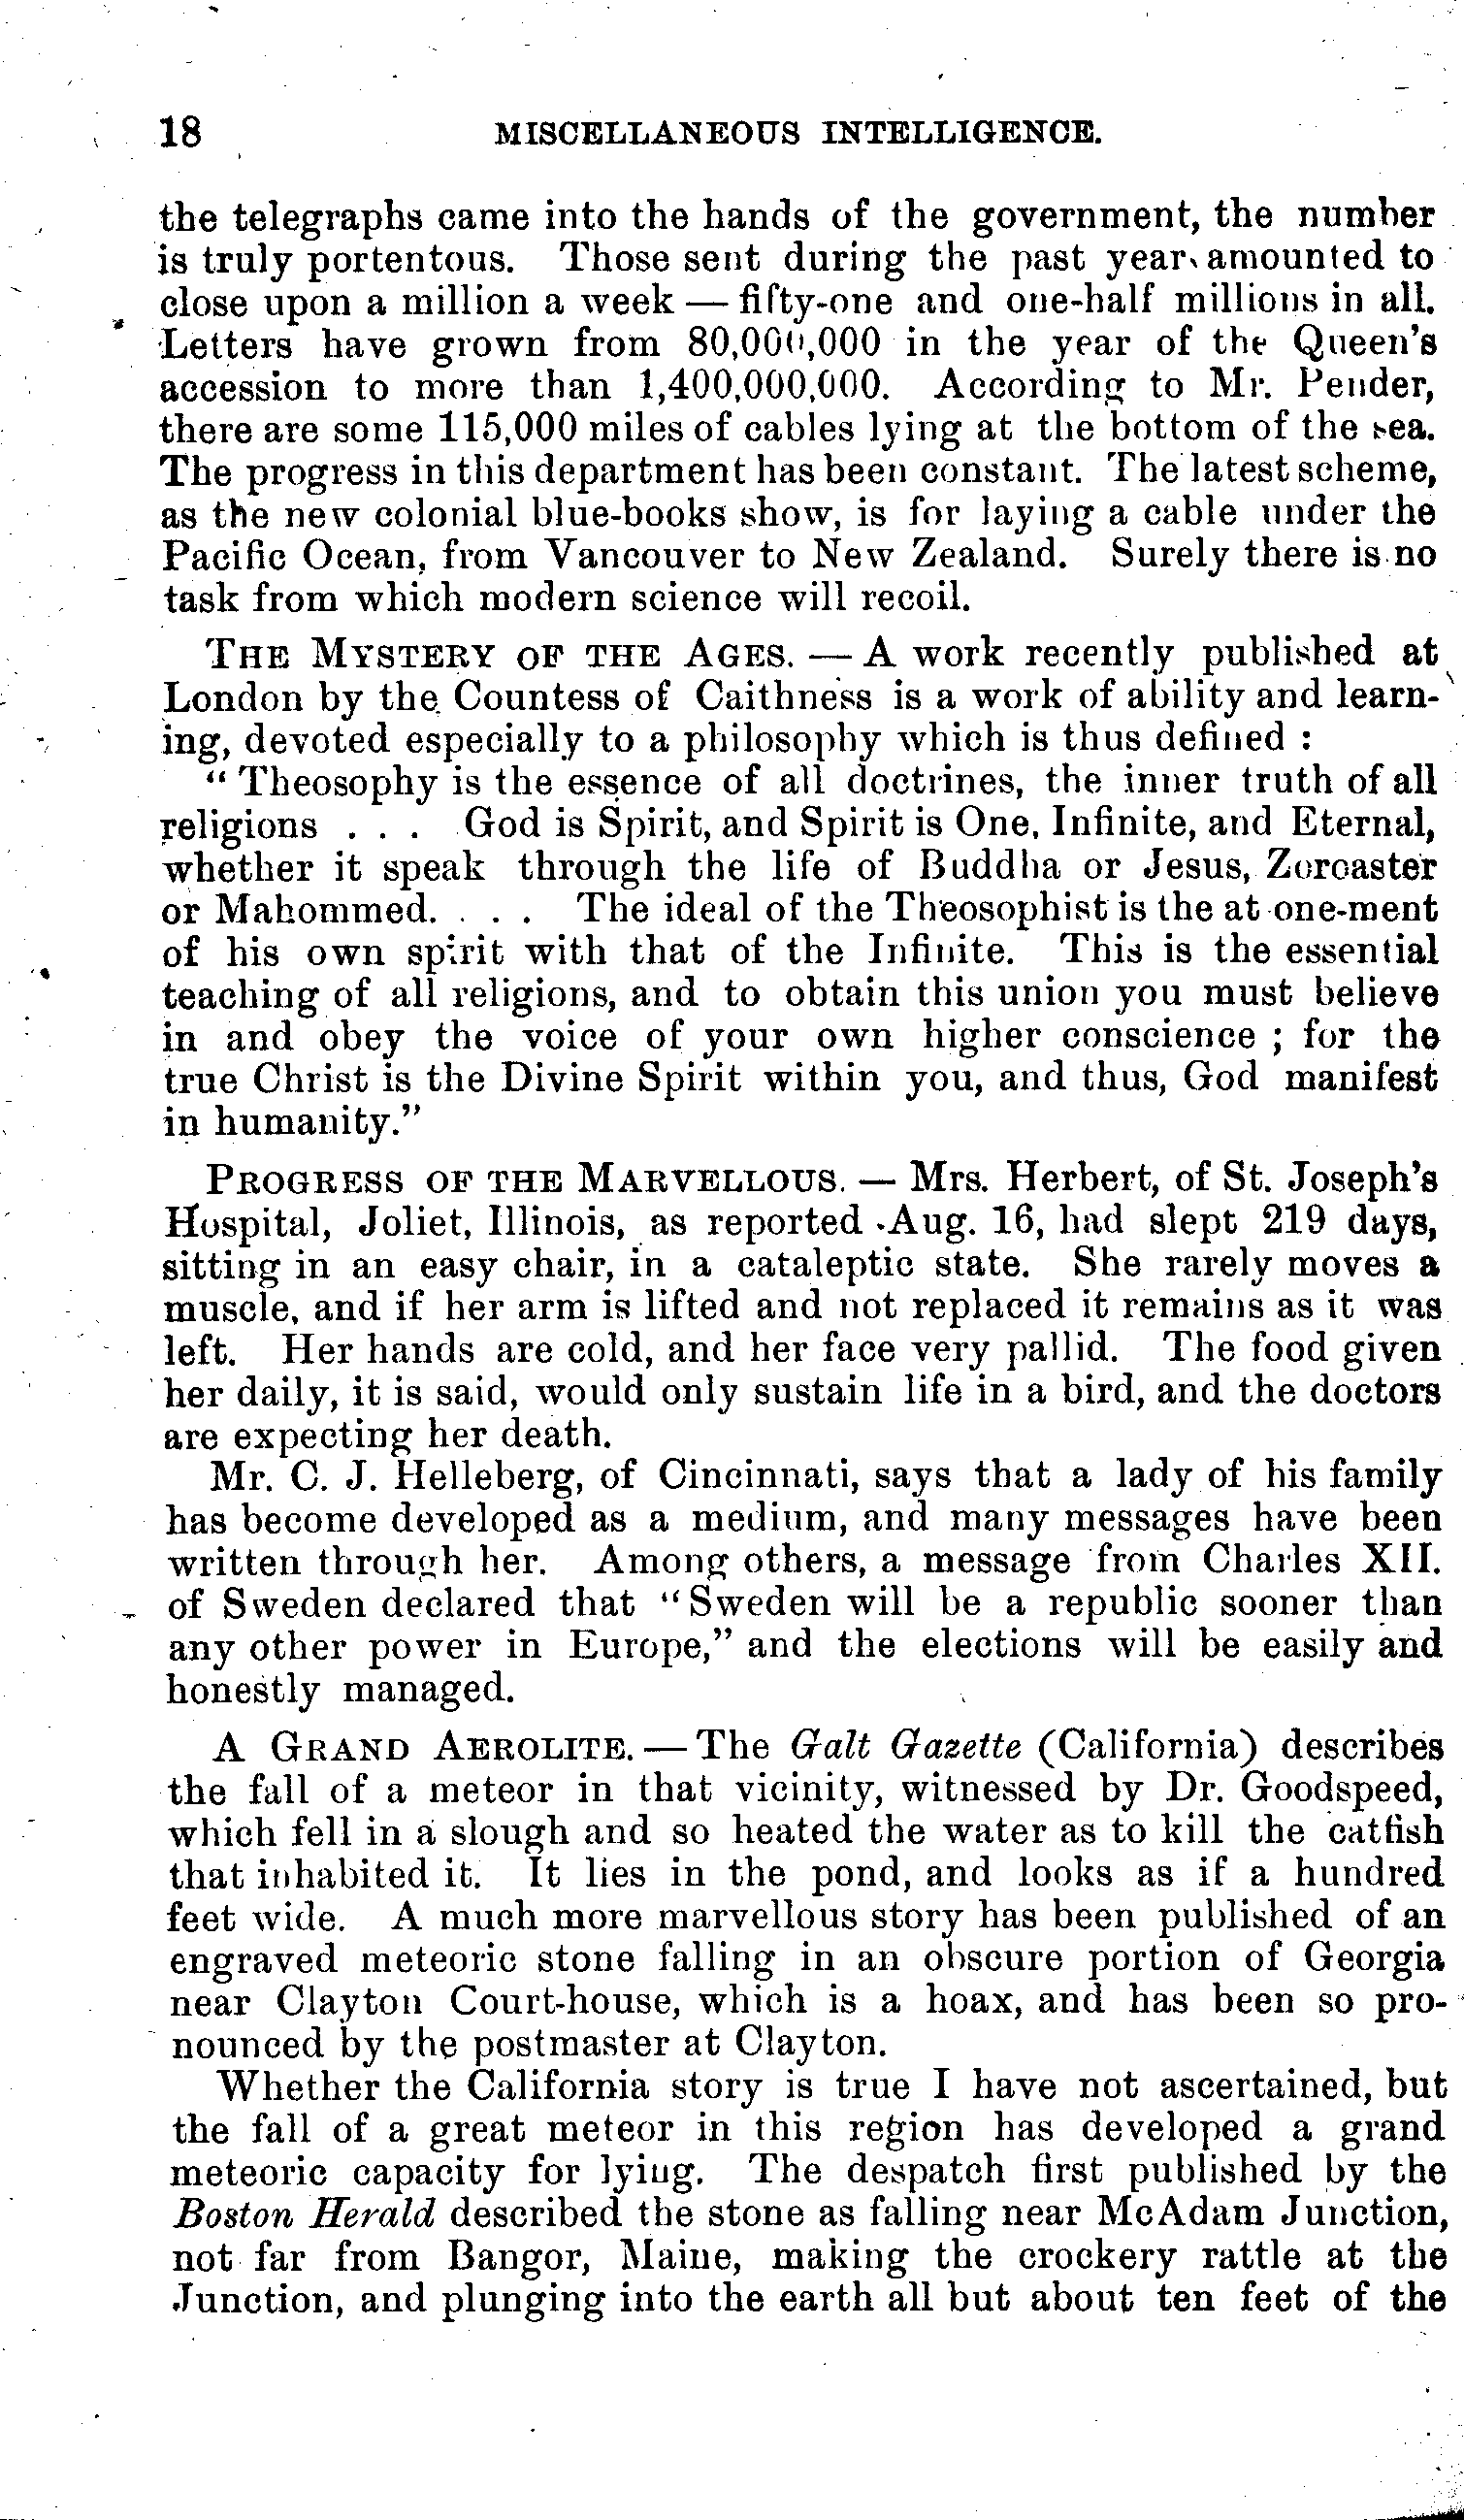 18 MISCELLANEOUS INTELLIGENCE.
the telegraphs came into the hands of the government, the number
is truly portentous. Those sent during the past year amounted to
close upon a million a week — fifty-one and one-half millions in all.
Letters have grown from 80,000,000 in the year of the Queen's
accession to more than 1,400,000,000. According to Mr. Pender,
there are some 115,000 miles of cables lying at the bottom of the sea.
The progress in this department has been constant. The latest scheme,
as the new colonial blue-books show, is for laying a cable under the
Pacific Ocean, from Vancouver to New Zealand. Surely there is no
task from which modern science will recoil.
THE MYSTERY OF THE AGES. — A work recently published at
London by the Countess of Caithness is a work of ability and learn-
ing, devoted especially to a philosophy which is thus defined :
"Theosophy is the essence of all doctrines, the inner truth of all
religions . . . God is Spirit, and Spirit is One, Infinite, and Eternal,
whether it speak through the life of Buddha or Jesus, Zoroaster
or Mahommed. . . . The ideal of the Theosophist is the at-one-ment
of his own spirit with that of the Infinite. This is the essential
teaching of all religions, and to obtain this union you must believe
in and obey the voice of your own higher conscience ; for the
true Christ is the Divine Spirit within you, and thus, God manifest
in humanity."
PROGRESS OF THE MARVELLOUS. — Mrs. Herbert, of St. Joseph's
Hospital, Joliet, Illinois, as reported Aug. 16, had slept 219 days,
sitting in an easy chair, in a cataleptic state. She rarely moves a
muscle, and if her arm is lifted and not replaced it remains as it was
left. Her hands are cold, and her face very pallid. The food given
her daily, it is said, would only sustain life in a bird, and the doctors
are expecting her death.
Mr. C. J. Helleberg, of Cincinnati, says that a lady of his family
has become developed as a medium, and many messages have been
written through her. Among others, a message from Charles XII.
of Sweden declared that "Sweden will be a republic sooner than
any other power in Europe," and the elections will be easily and
honestly managed.
A GRAND AEROLITE. — The Galt Gazette (California) describes
the fall of a meteor in that vicinity, witnessed by Dr. Goodspeed,
which fell in a slough and so heated the water as to kill the catfish
that inhabited it. It lies in the pond, and looks as if a hundred
feet wide. A much more marvellous story has been published of an
engraved meteoric stone falling in an obscure portion of Georgia
near Clayton Court-house, which is a hoax, and has been so pro-
nounced by the postmaster at Clayton.
Whether the California story is true I have not ascertained, but
the fall of a great meteor in this region has developed a grand
meteoric capacity for lying. The despatch first published by the
Boston Herald described the stone as falling near McAdam Junction,
not far from Bangor, Maine, making the crockery rattle at the
Junction, and plunging into the earth all but about ten feet of the